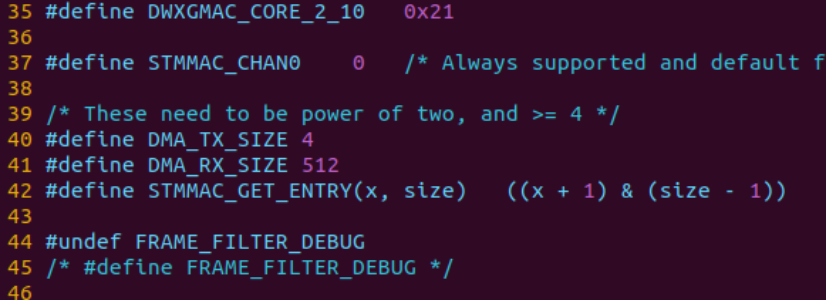 35 #define DWXGMAC_CORE_2_10   0x21
36
37 #define STMMAC_CHAN0    0   /* Always supported and default f
38
39 /* These need to be power of two, and >= 4 */
40 #define DMA_TX_SIZE 4
41 #define DMA_RX_SIZE 512
42 #define STMMAC_GET_ENTRY(x, size)   ((x + 1) & (size - 1))
43
44 #undef FRAME_FILTER_DEBUG
45 /* #define FRAME_FILTER_DEBUG */
46